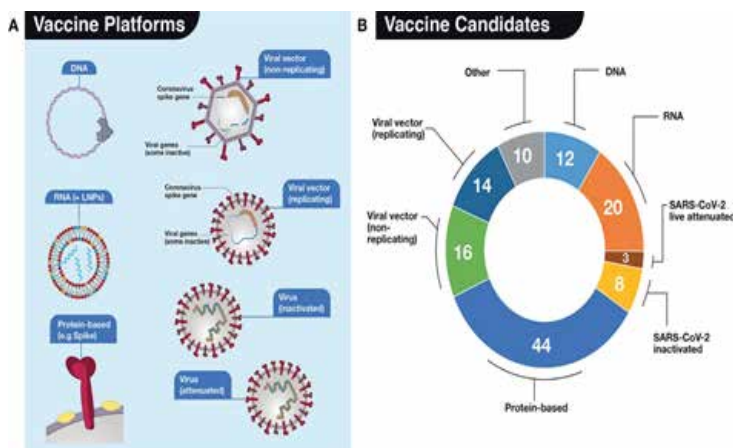 A
Vaccine Platforms
DNA
Viral vector
(non-replicating)
Coronavirus
spike gene
Viral genes
(some inactive)
RNA (+ LNPs)
Coronavirus
spike gene
Viral vector
(replicating)
Viral genes
(some inactive)
Virus
(inactivated)
Protein-based
(e.g Spike)
Virus
(attenuated)
B
Vaccine Candidates
Other
DNA
RNA
Viral vector
(replicating)
10
12
14
20
SARS-CoV-2
live attenuated
Viral vector
(non-
replicating)
16
3
8
SARS-CoV-2
inactivated
44
Protein-based